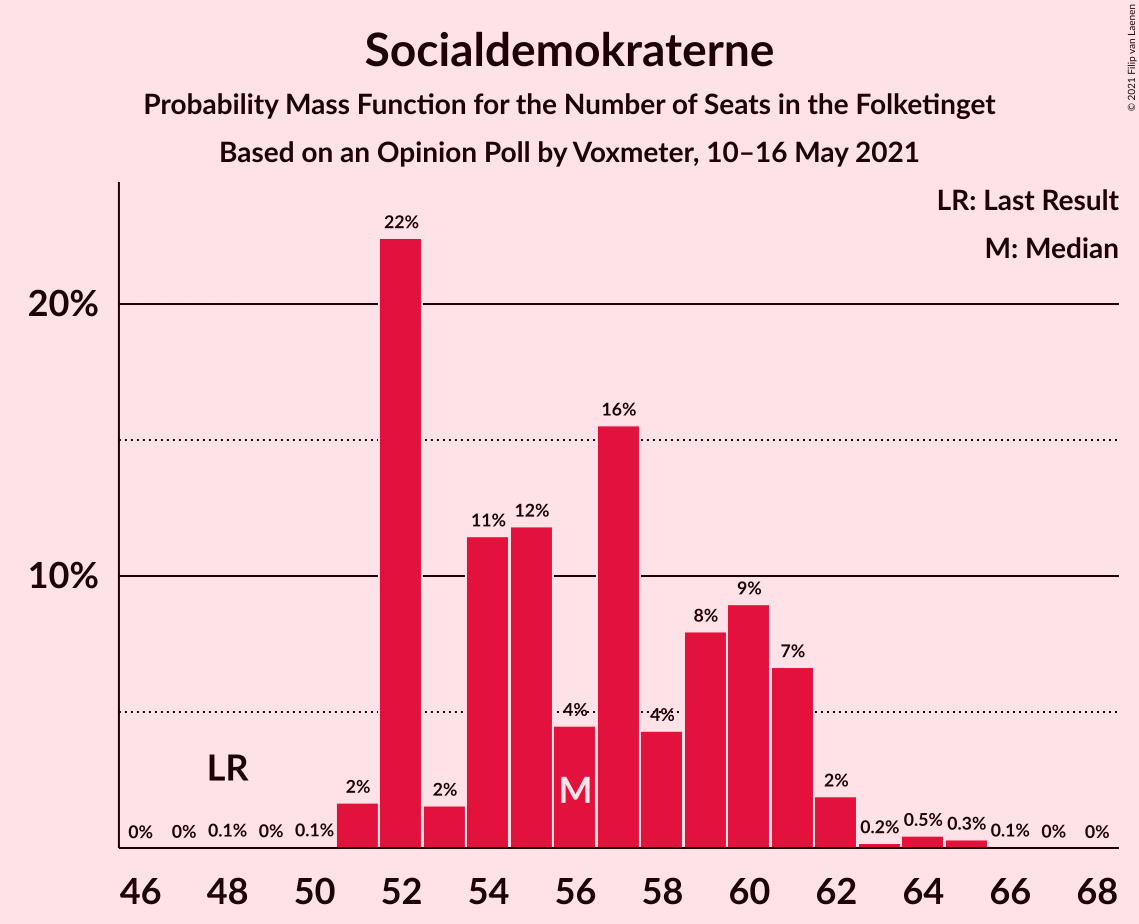 Socialdemokraterne
Probability Mass Function for the Number of Seats in the Folketinget
Based on an Opinion Poll by Voxmeter, 10–16 May 2021
© 2021 Filip van Laenen
LR: Last Result
M: Median
20%
10%
0%
0%
0.1%
0%
0.1%
2%
22%
2%
11%
12%
4%
16%
4%
8%
9%
7%
2%
0.2%
0.5%
0.3%
0.1%
0%
0%
LR
M
46 48 50 52 54 56 58 60 62 64 66 68